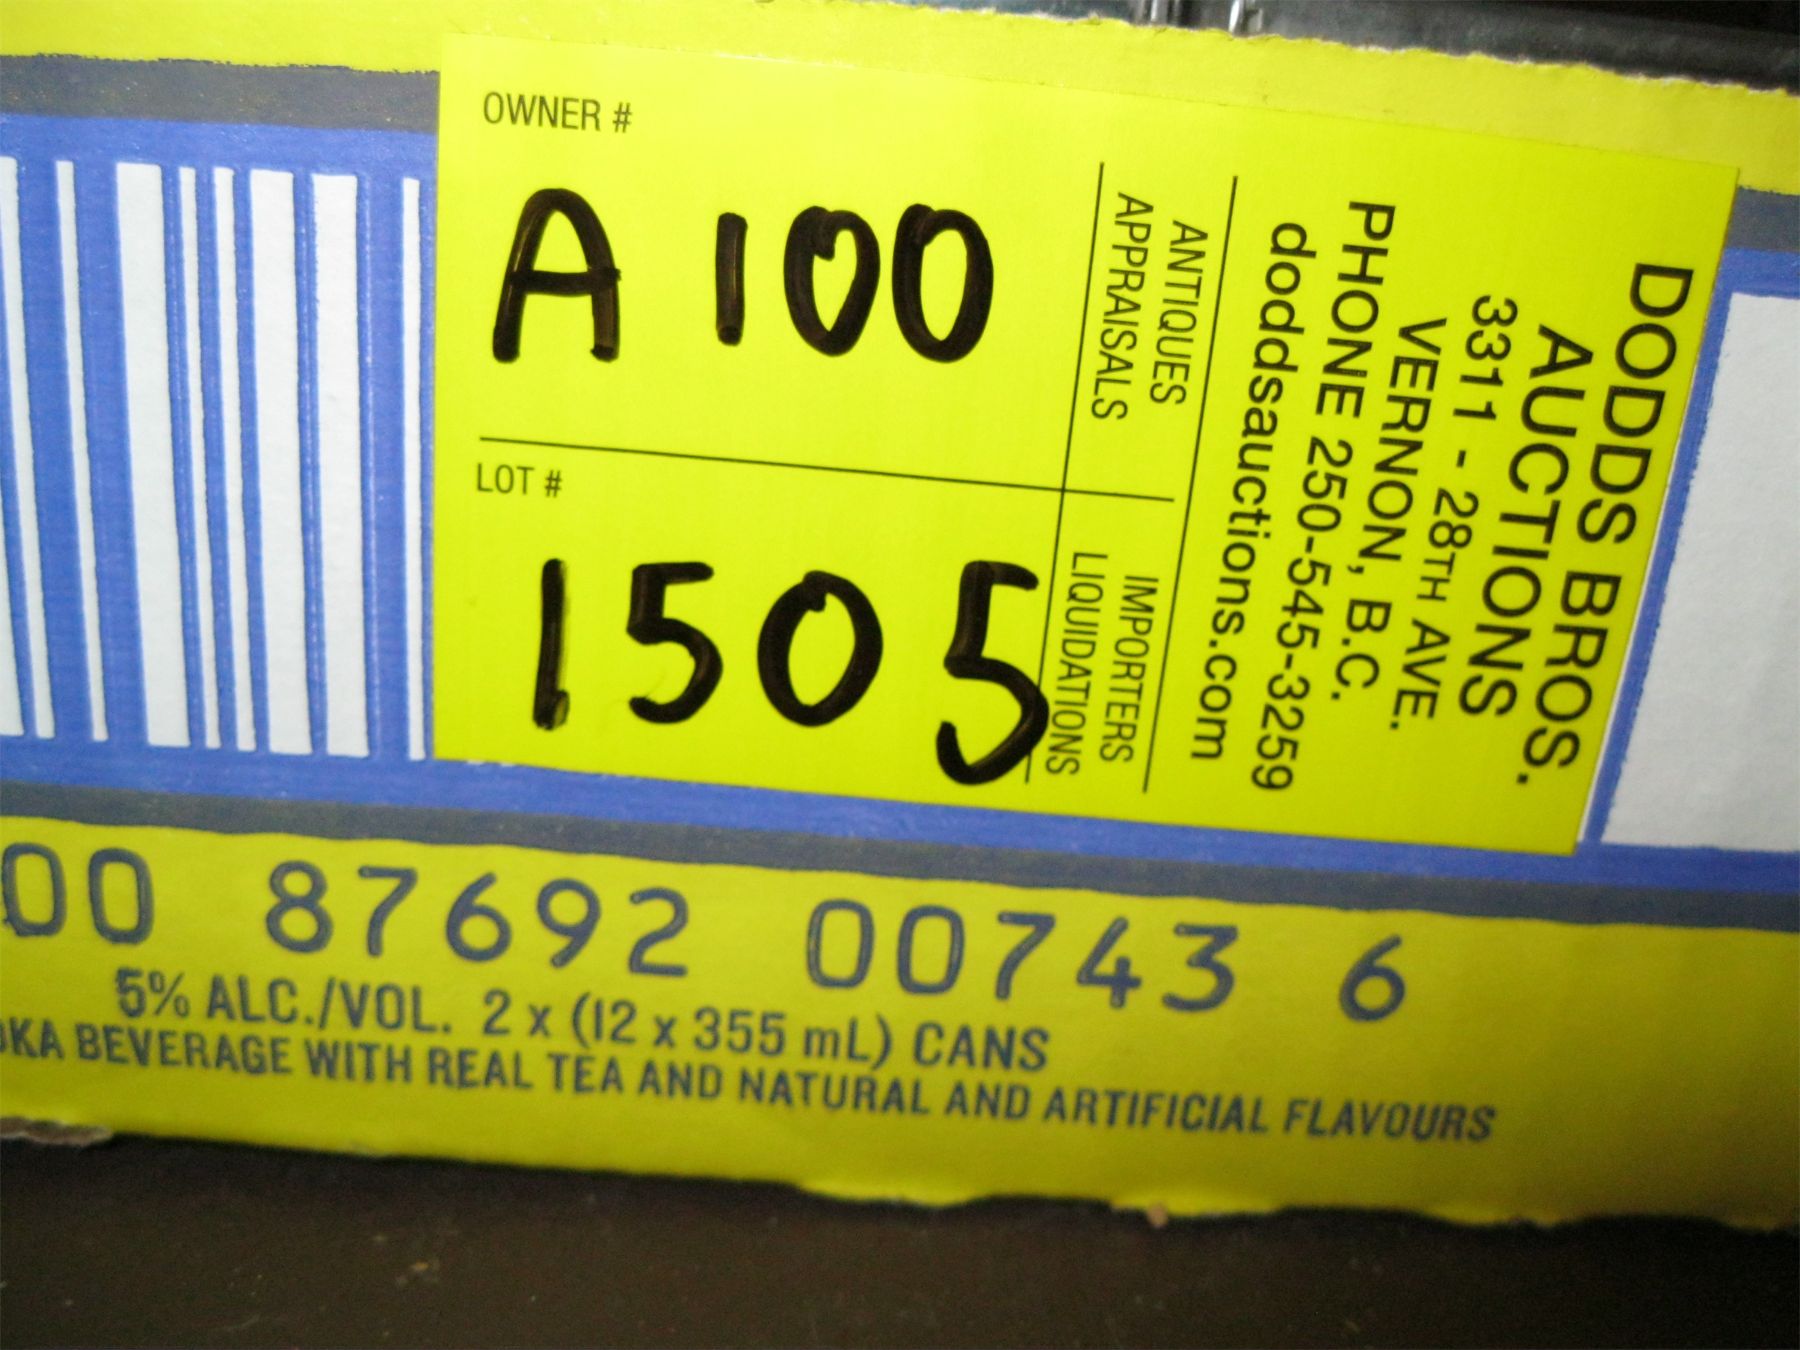 OWNER #
A 100
LOT #
1505
ANTIQUES
APPRAISALS
IMPORTERS
LIQUIDATIONS
DODDS BROS.
AUCTIONS
3311 - 28TH AVE.
VERNON, B.C.
PHONE 250-545-3259
doddsauctions.com
00 87692 00743 6
5% ALC./VOL. 2 x (12 x 355 mL) CANS
BEVERAGE WITH REAL TEA AND NATURAL AND ARTIFICIAL FLAVOURS